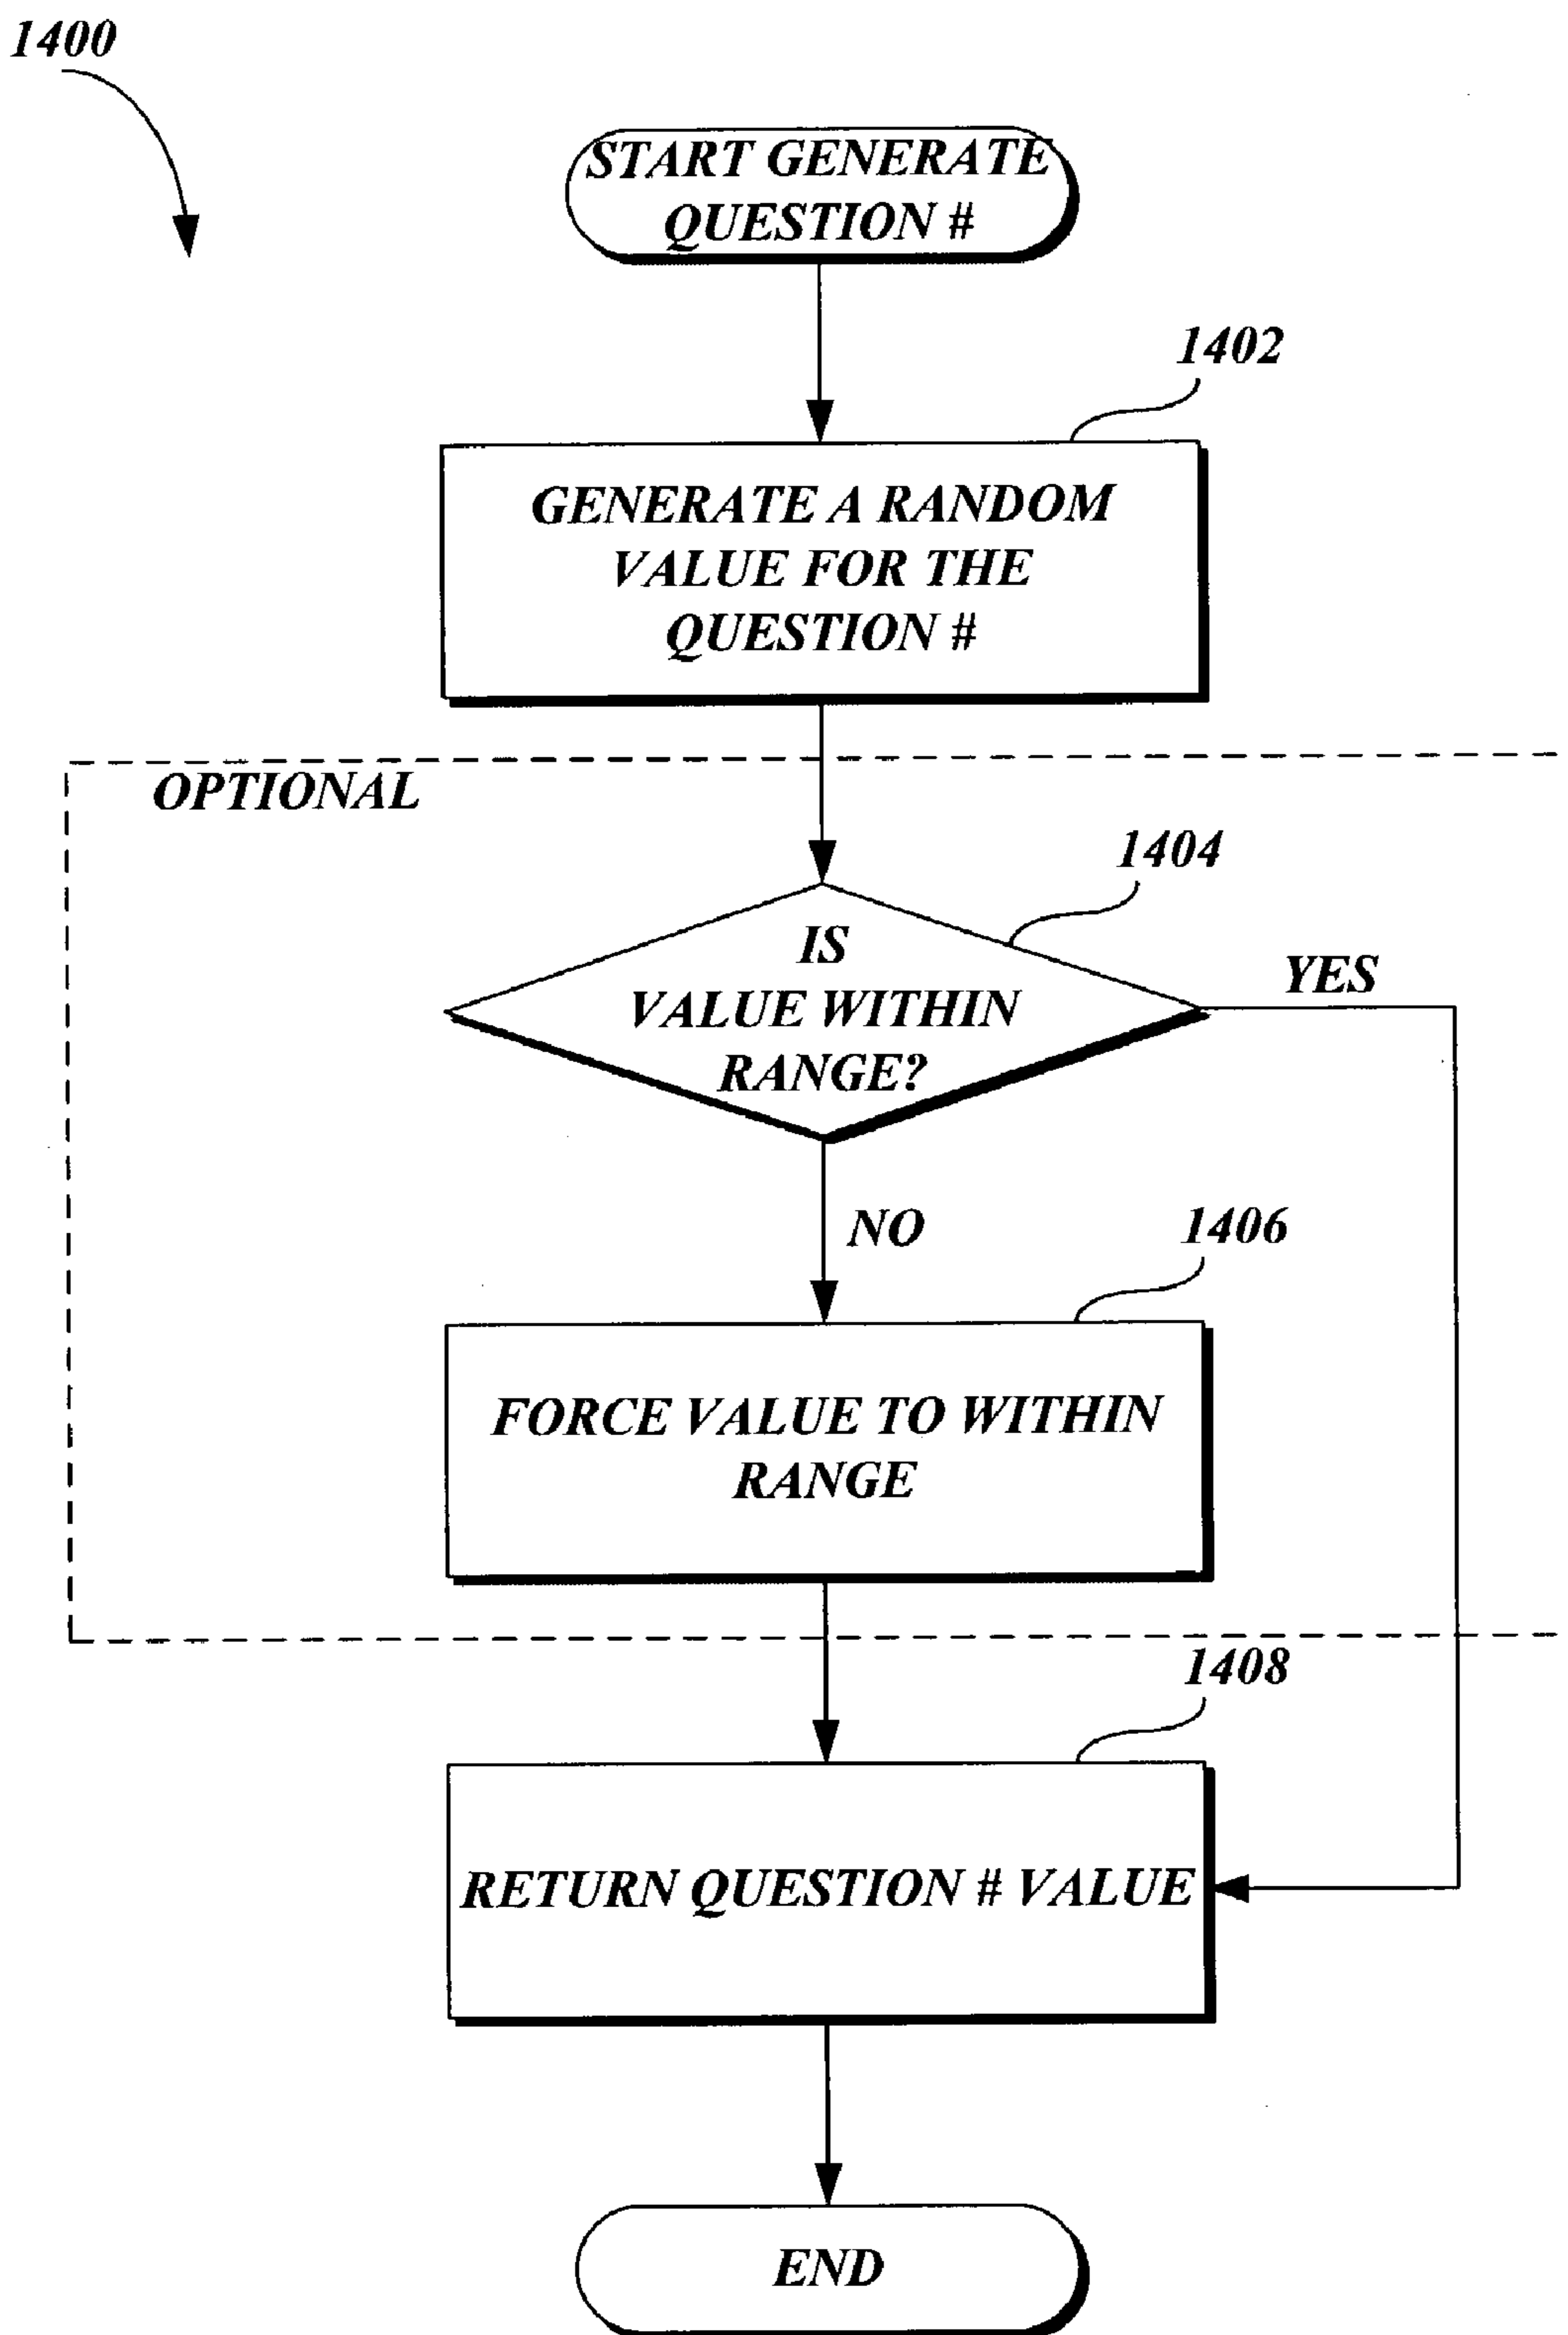 1400
START GENERATE
QUESTION #
1402
GENERATE A RANDOM
VALUE FOR THE
QUESTION #
OPTIONAL
1404
IS
VALUE WITHIN
RANGE?
YES
NO
1406
FORCE VALUE TO WITHIN
RANGE
1408
RETURN QUESTION # VALUE
END